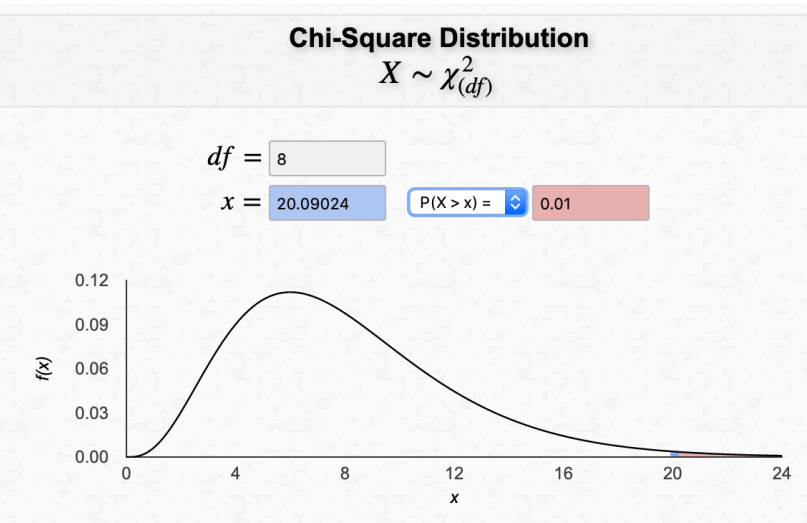 Chi-Square Distribution
X ~ χ²(df)
df = 8
x = 20.09024 P(X > x) = 0.01
0.12
0.09
0.06
0.03
0.00
f(x)
0 4 8 12 16 20 24
x